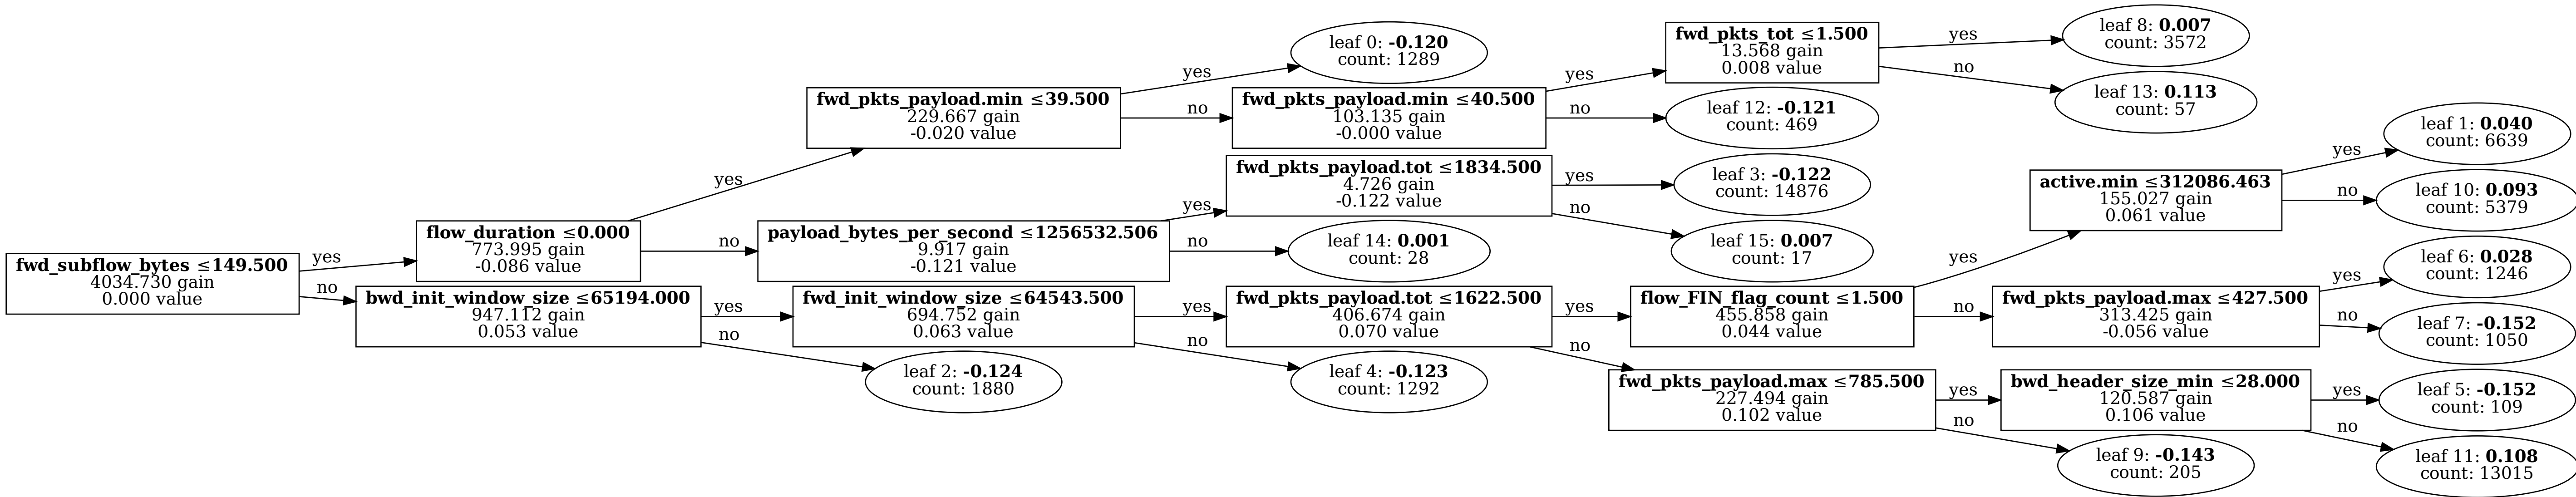 fwd_subflow_bytes ≤149.500
4034.730 gain
0.000 value
yes
no
flow_duration ≤0.000
773.995 gain
-0.086 value
yes
no
bwd_init_window_size ≤65194.000
947.112 gain
0.053 value
yes
no
fwd_pkts_payload.min ≤39.500
229.667 gain
-0.020 value
yes
no
payload_bytes_per_second ≤1256532.506
9.917 gain
-0.121 value
yes
no
fwd_init_window_size ≤64543.500
694.752 gain
0.063 value
yes
no
leaf 2: -0.124
count: 1880
leaf 0: -0.120
count: 1289
fwd_pkts_payload.min ≤40.500
103.135 gain
-0.000 value
yes
no
fwd_pkts_payload.tot ≤1834.500
4.726 gain
-0.122 value
yes
no
leaf 14: 0.001
count: 28
fwd_pkts_payload.tot ≤1622.500
406.674 gain
0.070 value
yes
no
leaf 4: -0.123
count: 1292
fwd_pkts_tot ≤1.500
13.568 gain
0.008 value
yes
no
leaf 12: -0.121
count: 469
leaf 3: -0.122
count: 14876
leaf 15: 0.007
count: 17
flow_FIN_flag_count ≤1.500
455.858 gain
0.044 value
yes
no
fwd_pkts_payload.max ≤785.500
227.494 gain
0.102 value
yes
no
leaf 8: 0.007
count: 3572
leaf 13: 0.113
count: 57
active.min ≤312086.463
155.027 gain
0.061 value
yes
no
fwd_pkts_payload.max ≤427.500
313.425 gain
-0.056 value
yes
no
bwd_header_size_min ≤28.000
120.587 gain
0.106 value
yes
no
leaf 9: -0.143
count: 205
leaf 1: 0.040
count: 6639
leaf 10: 0.093
count: 5379
leaf 6: 0.028
count: 1246
leaf 7: -0.152
count: 1050
leaf 5: -0.152
count: 109
leaf 11: 0.108
count: 13015